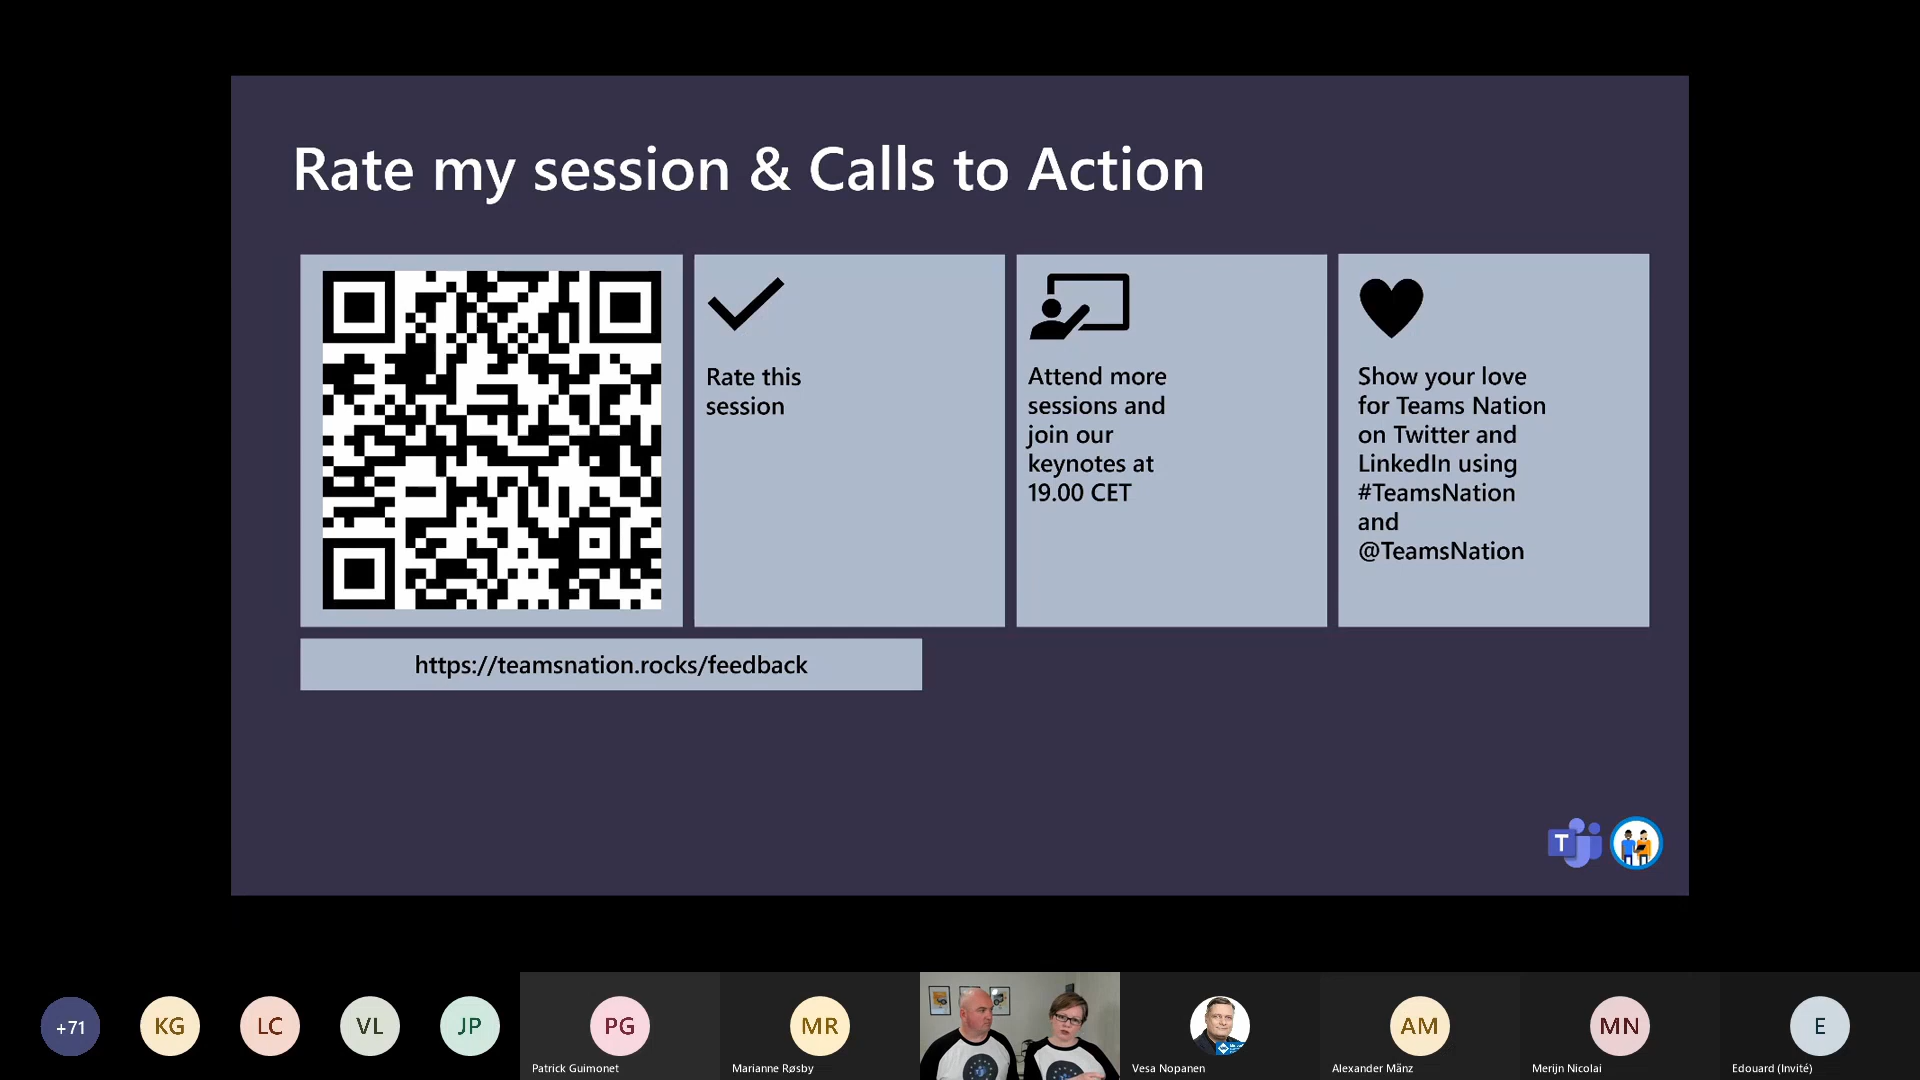 Rate my session & Calls to Action
Rate this
session
Attend more
sessions and
join our
keynotes at
19.00 CET
Show your love
for Teams Nation
on Twitter and
LinkedIn using
#TeamsNation
and
@TeamsNation
https://teamsnation.rocks/feedback
T
+71
KG
LC
VL
JP
PG
Patrick Guimonet
MR
Marianne Røsby
Vesa Nopanen
AM
Alexander Mänz
MN
Merijn Nicolai
E
Edouard (Invité)